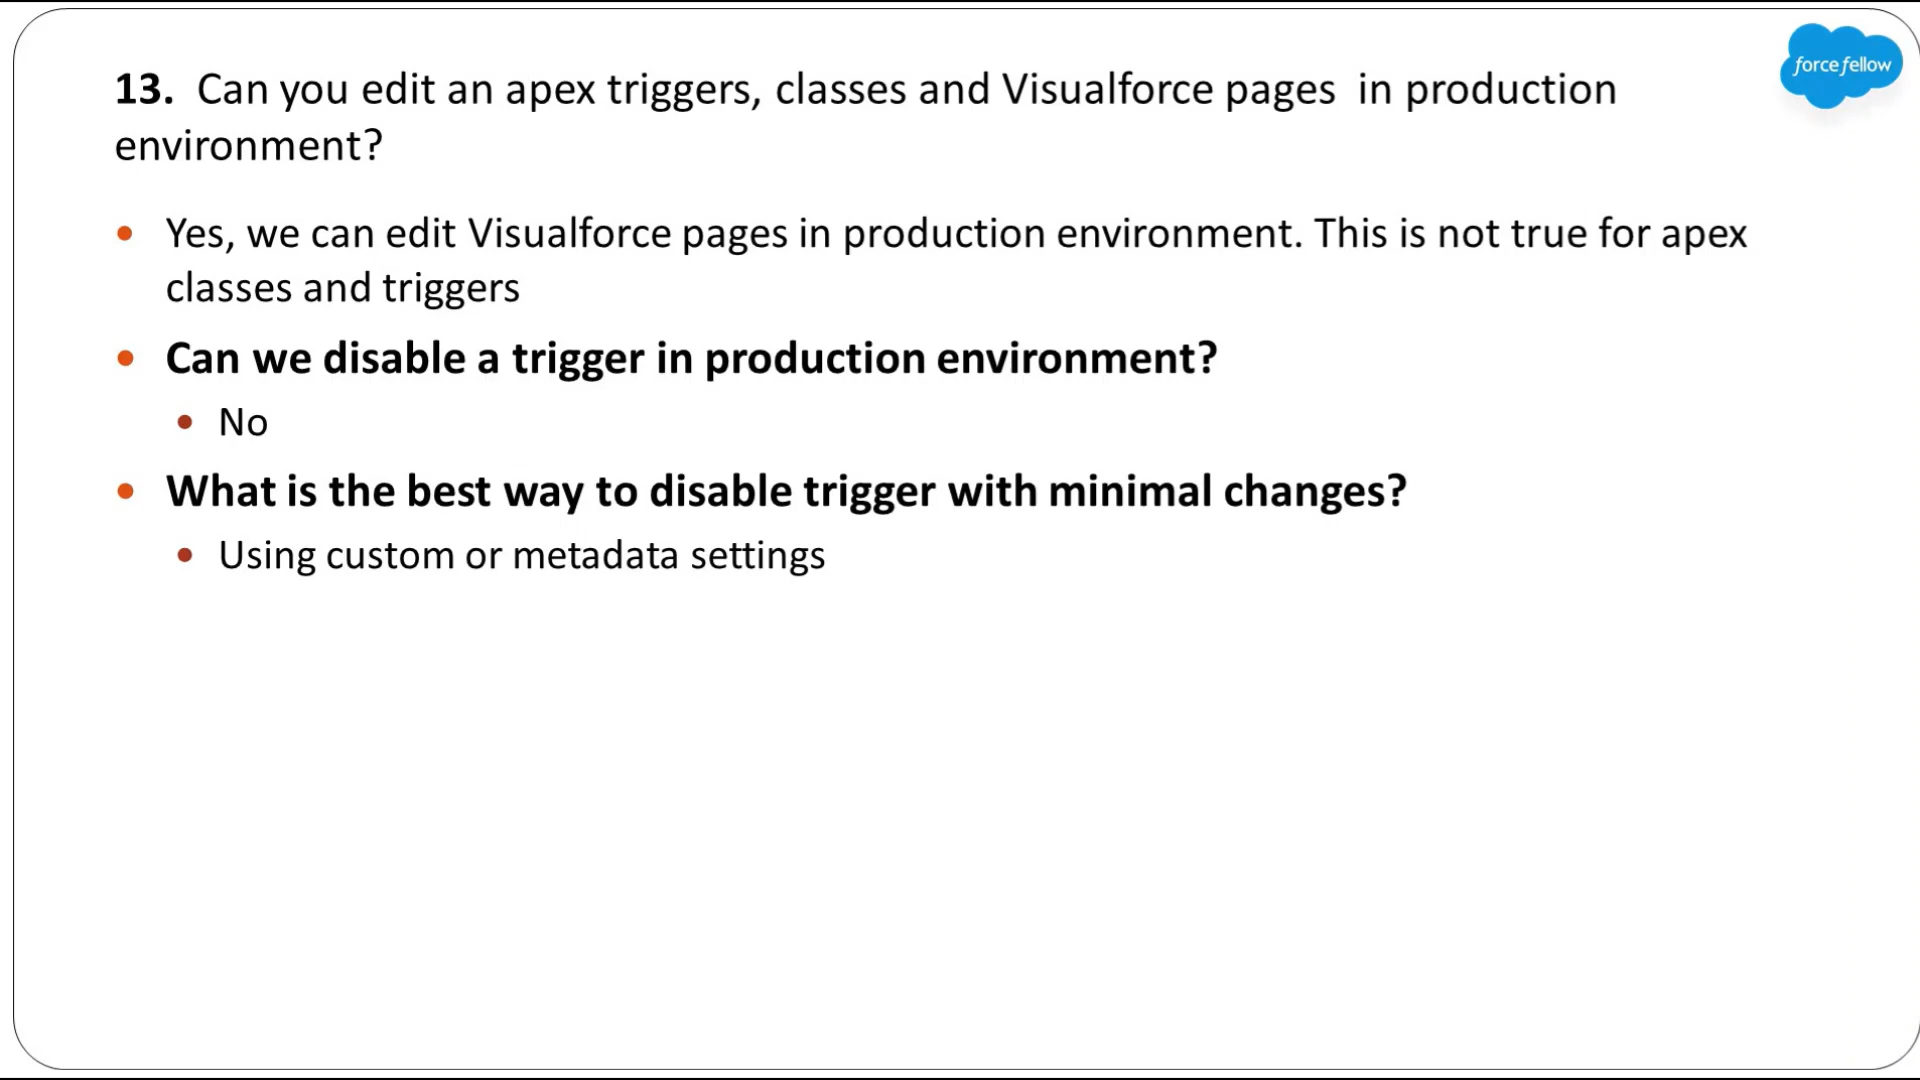 force fellow
13. Can you edit an apex triggers, classes and Visualforce pages in production
environment?
• Yes, we can edit Visualforce pages in production environment. This is not true for apex
classes and triggers
• Can we disable a trigger in production environment?
• No
• What is the best way to disable trigger with minimal changes?
• Using custom or metadata settings